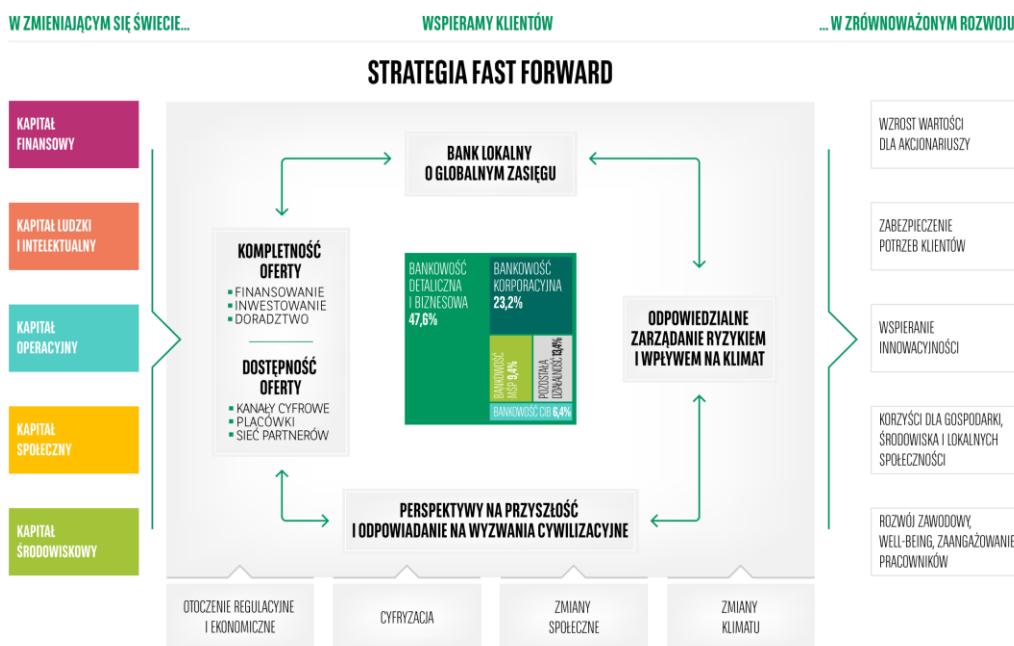 W ZMIENIAJĄCYM SIĘ ŚWIECIE...
WSPIERAMY KLIENTÓW
... W ZRÓWNOWAŻONYM ROZWOJU
STRATEGIA FAST FORWARD
KAPITAŁ
FINANSOWY
KAPITAŁ LUDZKI
I INTELEKTUALNY
KAPITAŁ
OPERACYJNY
KAPITAŁ
SPOŁECZNY
KAPITAŁ
ŚRODOWISKOWY
BANK LOKALNY
O GLOBALNYM ZASIĘGU
KOMPLETNOŚĆ
OFERTY
FINANSOWANIE
INWESTOWANIE
DORADZTWO
DOSTĘPNOŚĆ
OFERTY
KANAŁY CYFROWE
PLACÓWKI
SIEĆ PARTNERÓW
BANKOWOŚĆ
DETALICZNA
I BIZNESOWA
47,6%
BANKOWOŚĆ
KORPORACYJNA
23,2%
BANKOWOŚĆ
MŚP 9,4%
POZOSTAŁA
DZIAŁALNOŚĆ 13,4%
BANKOWOŚĆ CIB 6,4%
ODPOWIEDZIALNE
ZARZĄDANIE RYZYKIEM
I WPŁYWEM NA KLIMAT
PERSPEKTYWY NA PRZYSZŁOŚĆ
I ODPOWIADANIE NA WYZWANIA CYWILIZACYJNE
WZROST WARTOŚCI
DLA AKCJONARIUSZY
ZABEZPIECZENIE
POTRZEB KLIENTÓW
WSPIERANIE
INNOWACYJNOŚCI
KORZYŚCI DLA GOSPODARKI,
ŚRODOWISKA I LOKALNYCH
SPOŁECZNOŚCI
ROZWÓJ ZAWODOWY,
WELL-BEING, ZAANGAŻOWANIE
PRACOWNIKÓW
OTOCZENIE REGULACYJNE
I EKONOMICZNE
CYFRYZACJA
ZMIANY
SPOŁECZNE
ZMIANY
KLIMATU